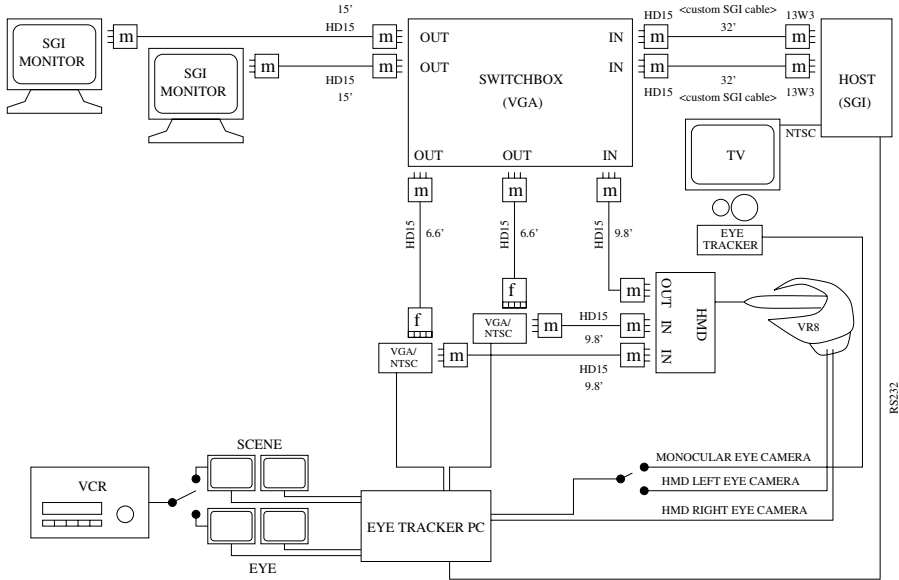 15'
HD15
<custom SGI cable>
13W3
HD15
32'
m
m
m
m
SGI
MONITOR
OUT
IN
SGI
MONITOR
m
m
OUT
IN
m
m
HD15
15'
SWITCHBOX
(VGA)
HD15
32'
<custom SGI cable>
13W3
HOST
(SGI)
NTSC
TV
OUT
OUT
IN
m
m
m
HD15
6.6'
HD15
6.6'
HD15
9.8'
EYE
TRACKER
f
f
m
OUT
IN
IN
HMD
VR8
VGA/
NTSC
m
HD15
9.8'
m
VGA/
NTSC
m
m
HD15
9.8'
RS232
SCENE
VCR
EYE
EYE TRACKER PC
MONOCULAR EYE CAMERA
HMD LEFT EYE CAMERA
HMD RIGHT EYE CAMERA